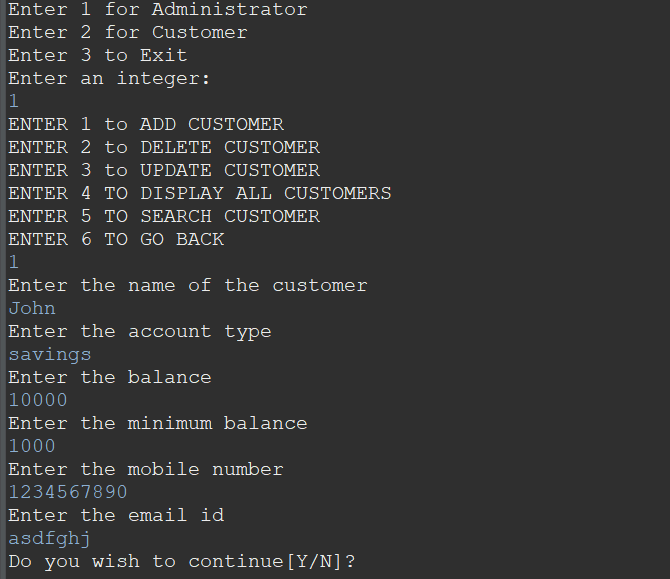 Enter 1 for Administrator
Enter 2 for Customer
Enter 3 to Exit
Enter an integer:
1
ENTER 1 to ADD CUSTOMER
ENTER 2 to DELETE CUSTOMER
ENTER 3 to UPDATE CUSTOMER
ENTER 4 TO DISPLAY ALL CUSTOMERS
ENTER 5 TO SEARCH CUSTOMER
ENTER 6 TO GO BACK
1
Enter the name of the customer
John
Enter the account type
savings
Enter the balance
10000
Enter the minimum balance
1000
Enter the mobile number
1234567890
Enter the email id
asdfghj
Do you wish to continue[Y/N]?